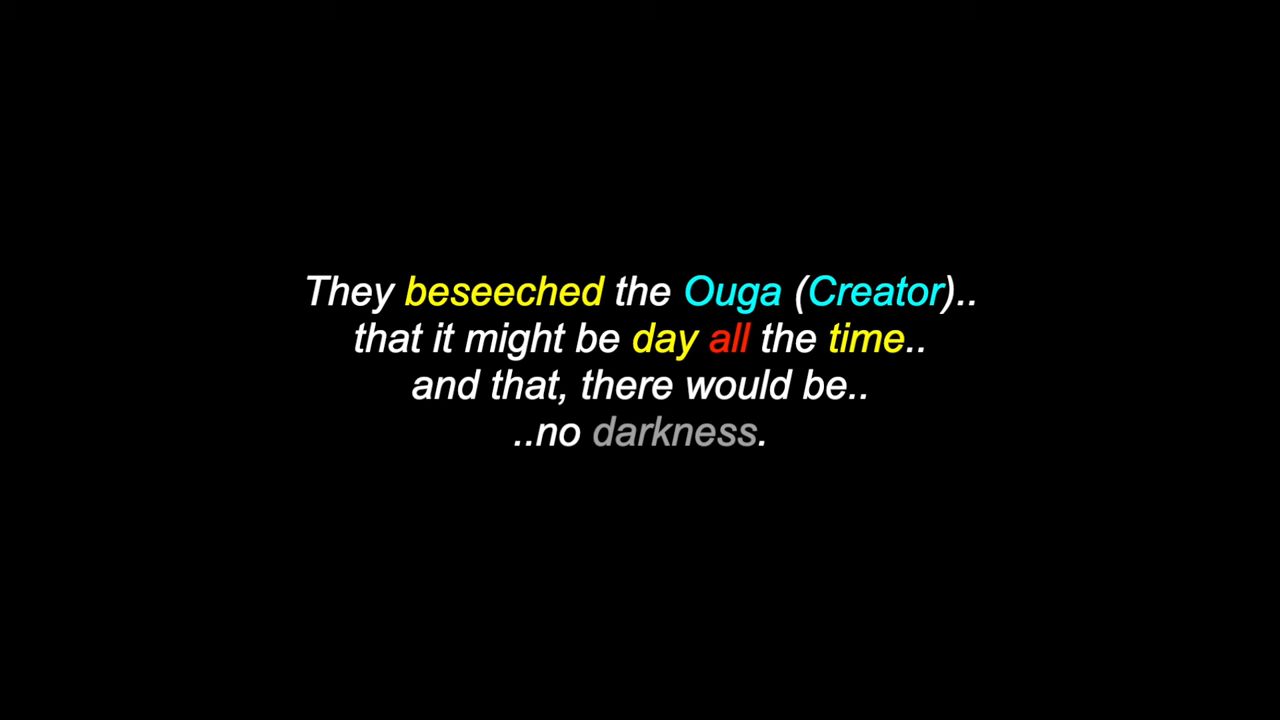 They beseeched the Ouga (Creator)..
that it might be day all the time..
and that, there would be..
..no darkness.